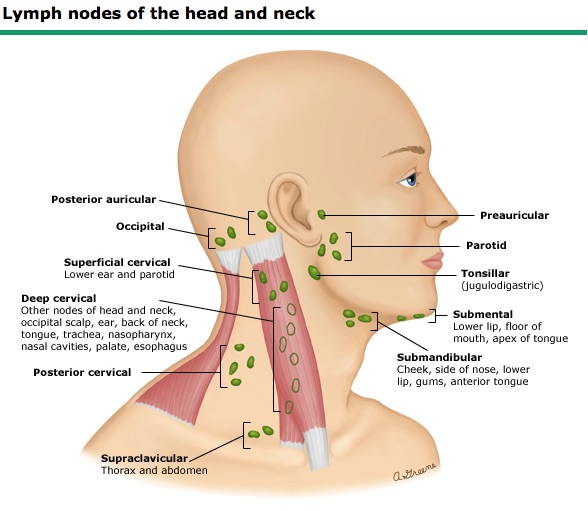 Lymph nodes of the head and neck
Posterior auricular
Occipital
Superficial cervical
Lower ear and parotid
Deep cervical
Other nodes of head and neck,
occipital scalp, ear, back of neck,
tongue, trachea, nasopharynx,
nasal cavities, palate, esophagus
Posterior cervical
Supraclavicular
Thorax and abdomen
Preauricular
Parotid
Tonsillar
(jugulodigastric)
Submental
Lower lip, floor of
mouth, apex of tongue
Submandibular
Cheek, side of nose, lower
lip, gums, anterior tongue
A. Greene